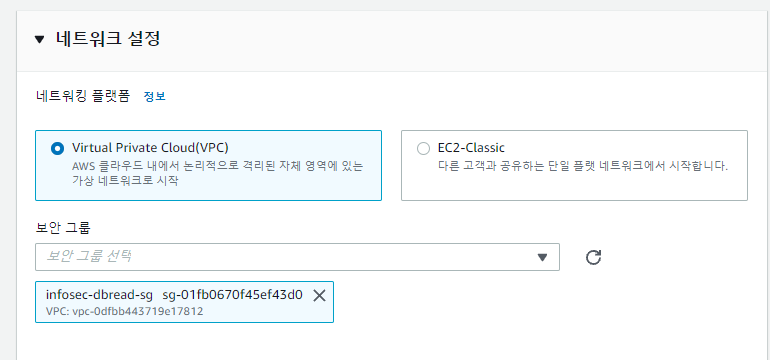 네트워크 설정
네트워킹 플랫폼 정보
Virtual Private Cloud(VPC)
AWS 클라우드 내에서 논리적으로 격리된 자체 영역에 있는
가상 네트워크로 시작
EC2-Classic
다른 고객과 공유하는 단일 플랫 네트워크에서 시작합니다.
보안 그룹
보안 그룹 선택
infosec-dbread-sg sg-01fb0670f45ef43d0
VPC: vpc-0dfbb443719e17812